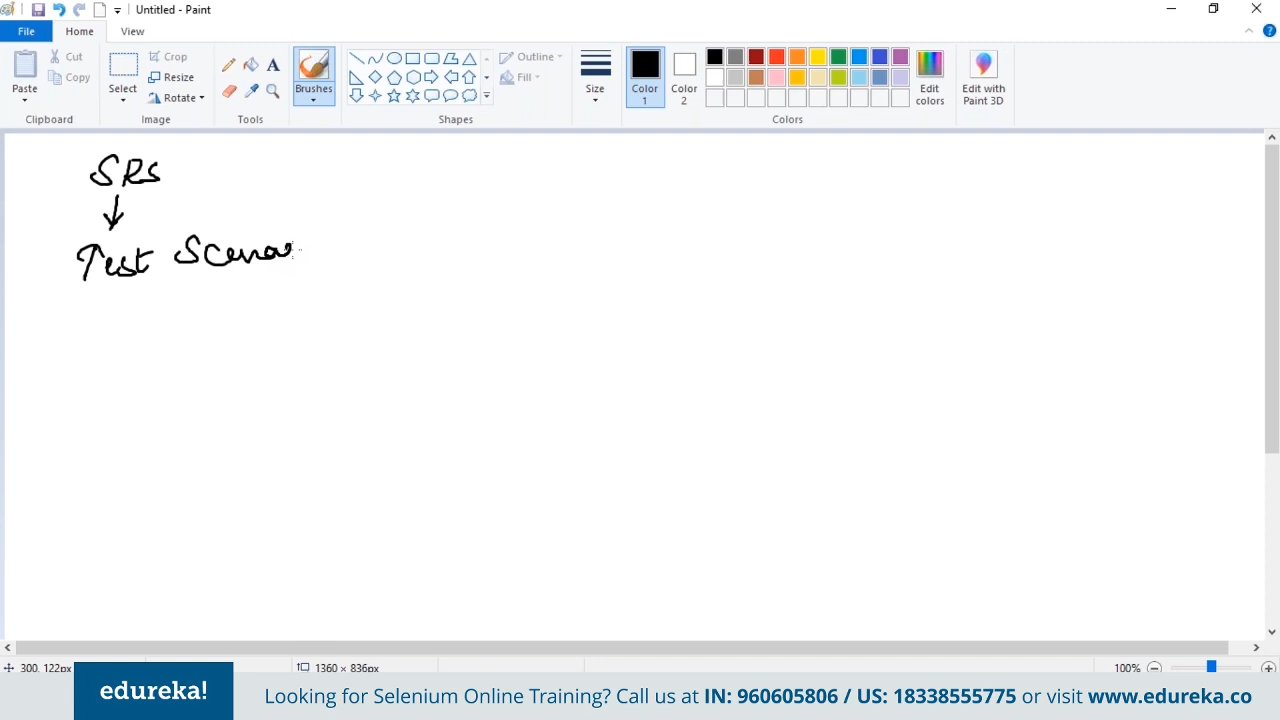 Untitled - Paint
File Home View
Paste
Cut
Copy
Clipboard
Select
Crop
Resize
Rotate
Image
Tools
Brushes
Shapes
Outline
Fill
Size
Color 1
Color 2
Colors
Edit colors
Edit with Paint 3D
SRS
Test Scenar
300, 122px
1360 × 836px
100%
edureka!
Looking for Selenium Online Training? Call us at IN: 960605806 / US: 18338555775 or visit www.edureka.co